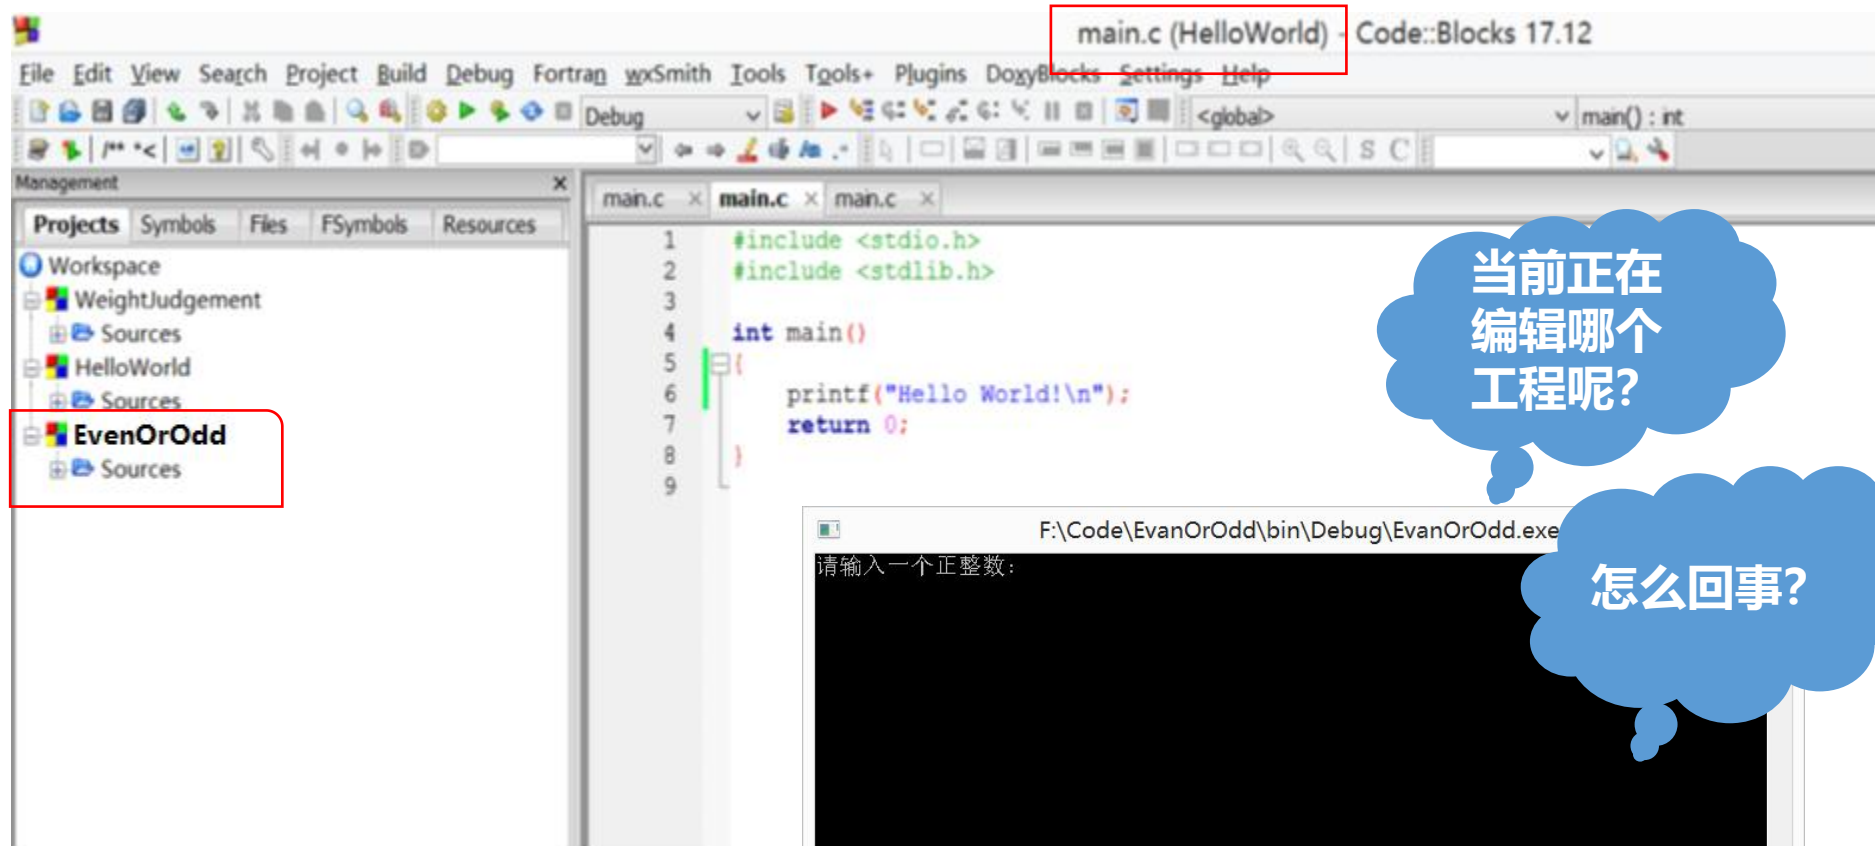 main.c (HelloWorld) - Code::Blocks 17.12
File Edit View Search Project Build Debug Fortran wxSmith Tools Tools+ Plugins DoxyBlocks Settings Help
Debug <global> main() : int
/** *< S C
Management
main.c main.c main.c
Projects Symbols Files FSymbols Resources
Workspace
WeightJudgement
Sources
HelloWorld
Sources
EvenOrOdd
Sources
1 #include <stdio.h>
2 #include <stdlib.h>
3
4 int main()
5 {
6 printf("Hello World!\n");
7 return 0;
8 }
9
当前正在
编辑哪个
工程呢?
F:\Code\EvanOrOdd\bin\Debug\EvanOrOdd.exe
请输入一个正整数:
怎么回事?